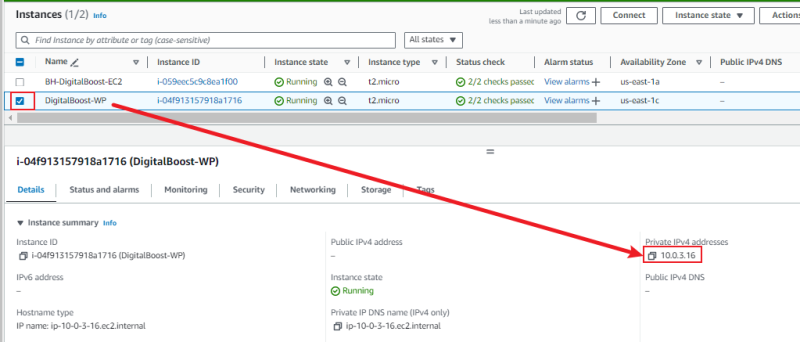 Instances (1/2) Info
Last updated
less than a minute ago
Connect
Instance state
Actions
Find Instance by attribute or tag (case-sensitive)
All states
Name Instance ID Instance state Instance type Status check Alarm status Availability Zone Public IPv4 DNS
BH-DigitalBoost-EC2 i-059eec5c9c8ea1f00 Running t2.micro 2/2 checks passed View alarms + us-east-1a –
DigitalBoost-WP i-04f913157918a1716 Running t2.micro 2/2 checks passed View alarms + us-east-1c –
i-04f913157918a1716 (DigitalBoost-WP)
Details Status and alarms Monitoring Security Networking Storage Tags
Instance summary Info
Instance ID
i-04f913157918a1716 (DigitalBoost-WP)
Public IPv4 address
–
Private IPv4 addresses
10.0.3.16
IPv6 address
–
Instance state
Running
Public IPv4 DNS
–
Hostname type
IP name: ip-10-0-3-16.ec2.internal
Private IP DNS name (IPv4 only)
ip-10-0-3-16.ec2.internal